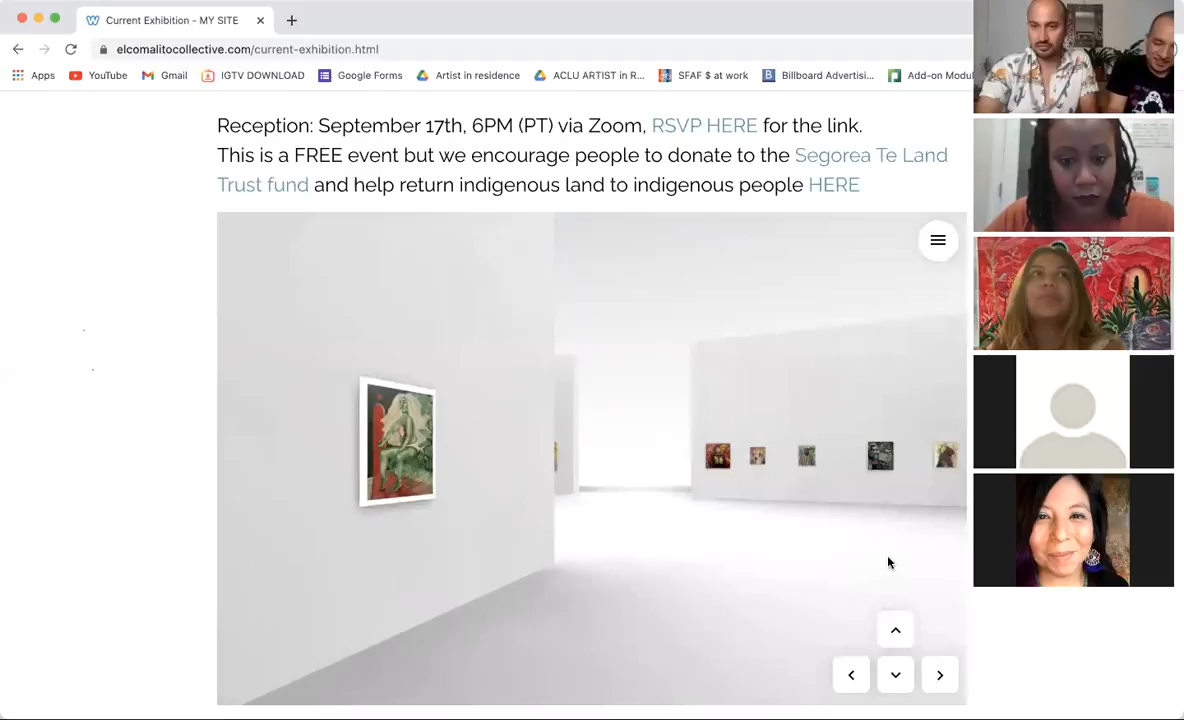 Current Exhibition - MY SITE
elcomalitocollective.com/current-exhibition.html
Apps YouTube Gmail IGTV DOWNLOAD Google Forms Artist in residence ACLU ARTIST in R... SFAF $ at work Billboard Advertisi... Add-on Modul
Reception: September 17th, 6PM (PT) via Zoom, RSVP HERE for the link.
This is a FREE event but we encourage people to donate to the Segorea Te Land
Trust fund and help return indigenous land to indigenous people HERE